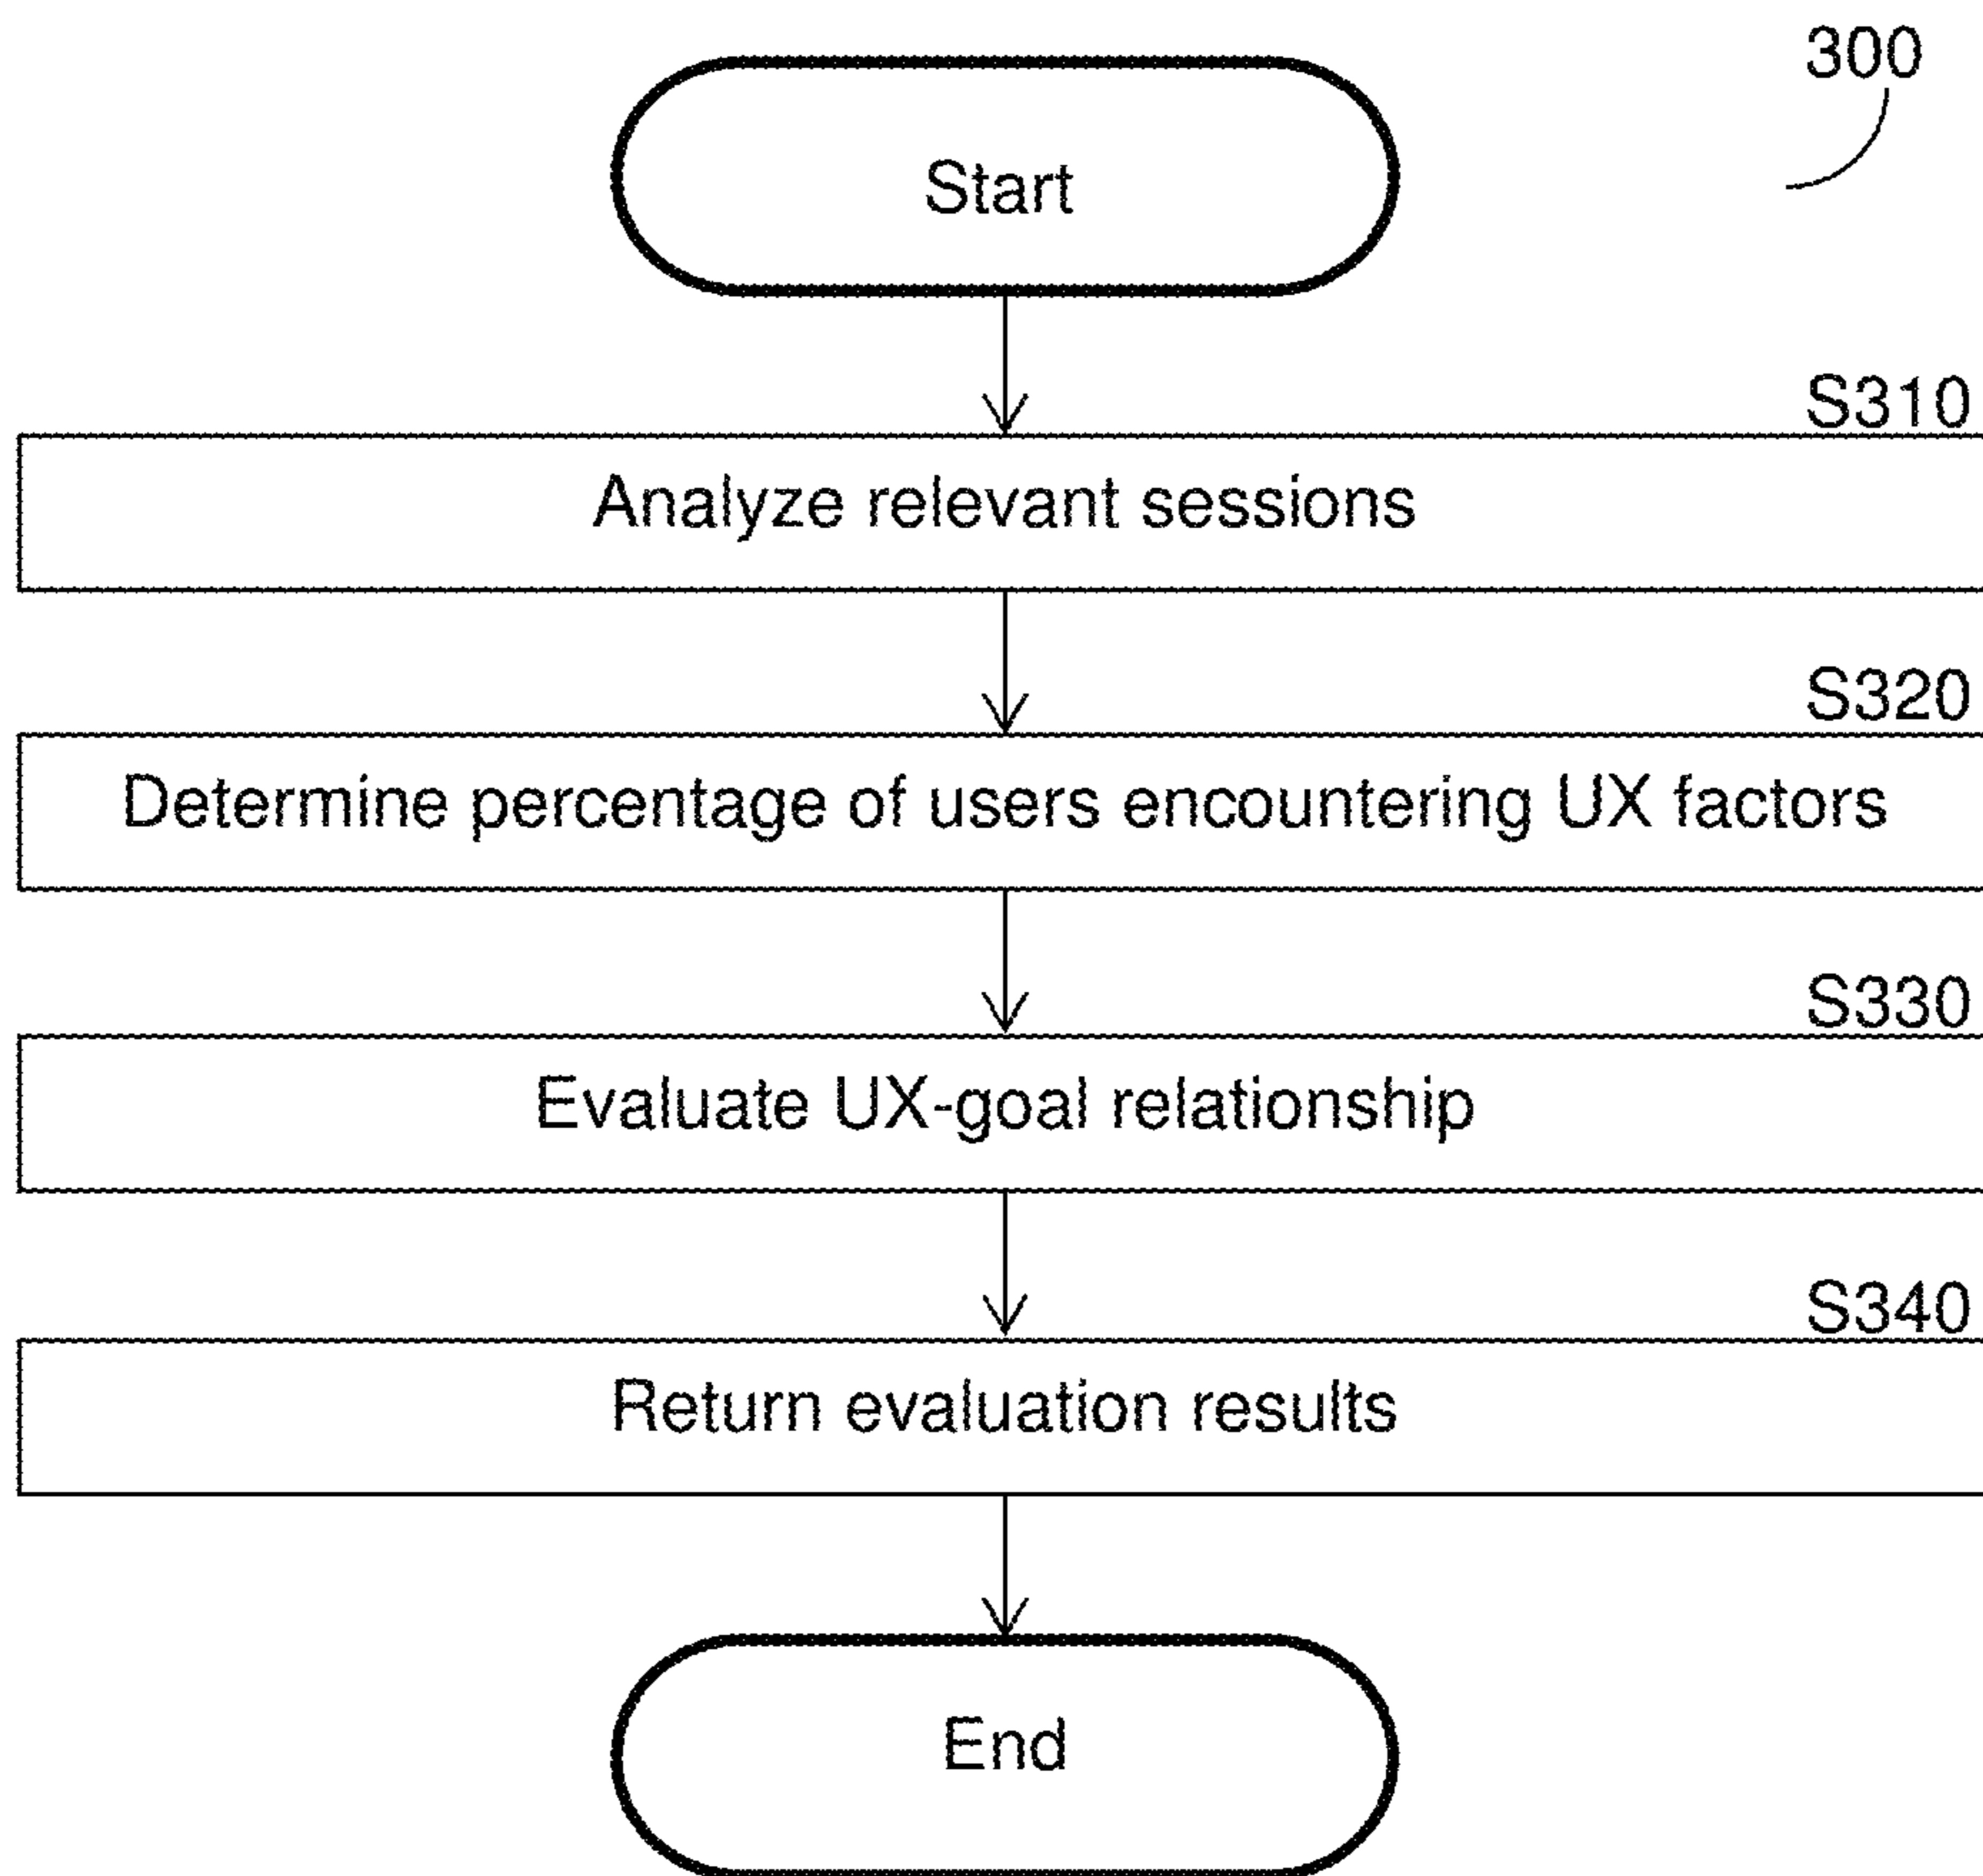 300
Start
S310
Analyze relevant sessions
S320
Determine percentage of users encountering UX factors
S330
Evaluate UX-goal relationship
S340
Return evaluation results
End